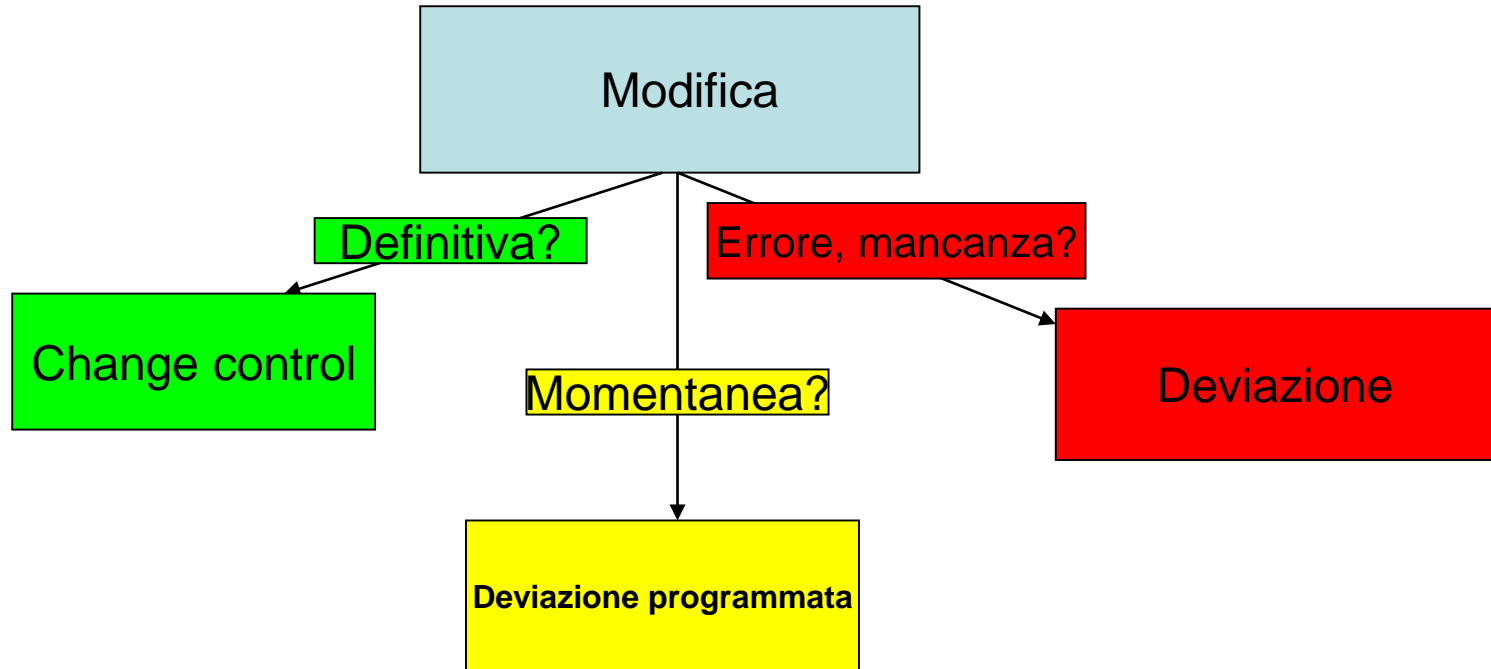 Modifica
Definitiva?
Errore, mancanza?
Change control
Momentanea?
Deviazione
Deviazione programmata